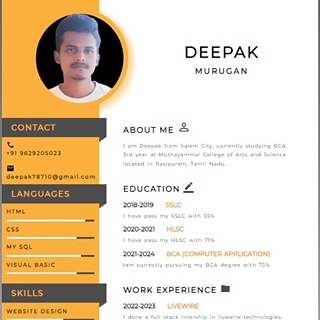 DEEPAK
MURUGAN
CONTACT
+91 9629205023
deepak78710@gmail.com
LANGUAGES
HTML
CSS
MY SQL
VISUAL BASIC
SKILLS
WEBSITE DESIGN
ABOUT ME
I am Deepak from Salem City, currently studying BCA
3rd year at Muthayammal College of Arts and Science
located in Rasipuram, Tamil Nadu.
EDUCATION
2018-2019 SSLC
I have pass my SSLC with 55%
2020-2021 HLSC
I have pass my HLSC with 71%
2021-2024 BCA (COMPUTER APPLICATION)
Iam currectly pursuing my BCA degree with 75%
WORK EXPERIENCE
2022-2023 LIVEWIRE
I done a full stack intership in livewire technologies.